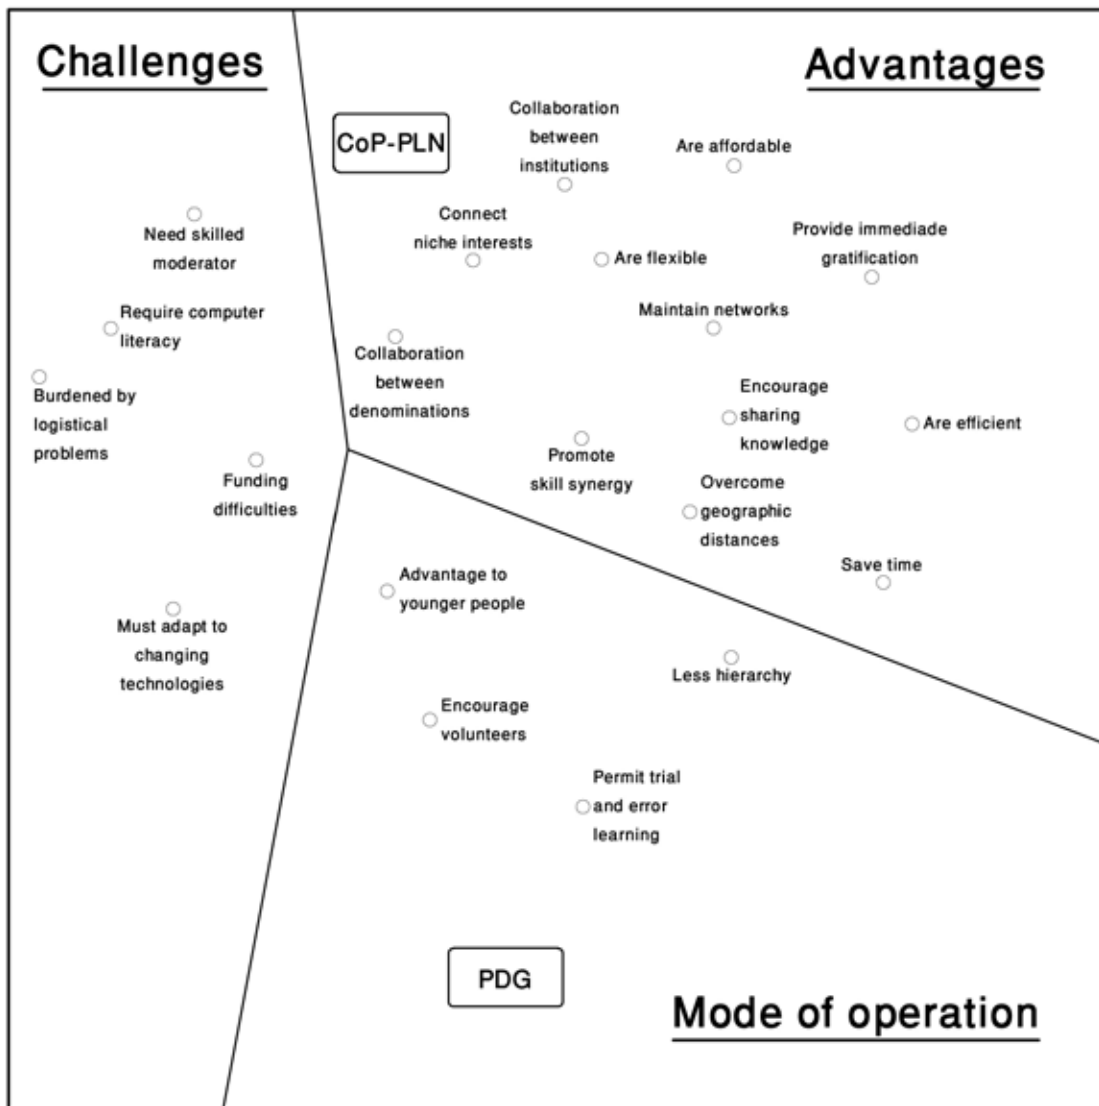 Challenges
Advantages
CoP-PLN
Collaboration
between
institutions
Are affordable
Connect
niche interests
Are flexible
Provide immediade
gratification
Need skilled
moderator
Require computer
literacy
Maintain networks
Collaboration
between
denominations
Burdened by
logistical
problems
Encourage
sharing
knowledge
Are efficient
Promote
skill synergy
Funding
difficulties
Overcome
geographic
distances
Save time
Advantage to
younger people
Must adapt to
changing
technologies
Less hierarchy
Encourage
volunteers
Permit trial
and error
learning
PDG
Mode of operation